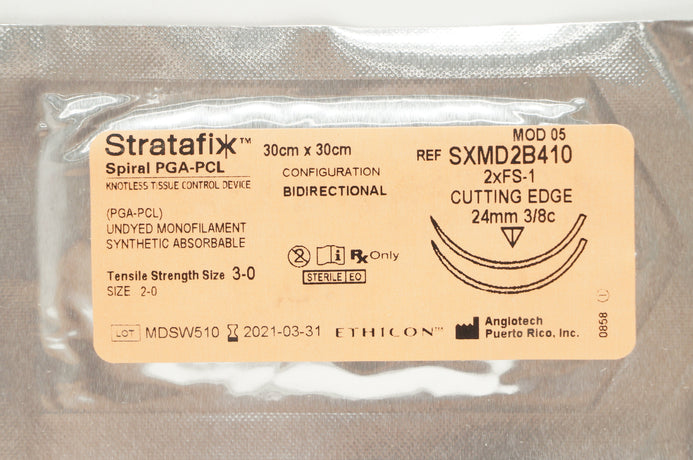 Stratafix™
Spiral PGA-PCL
KNOTLESS TISSUE CONTROL DEVICE
30cm x 30cm
CONFIGURATION
BIDIRECTIONAL
MOD 05
REF SXMD2B410
2xFS-1
CUTTING EDGE
24mm 3/8c
(PGA-PCL)
UNDYED MONOFILAMENT
SYNTHETIC ABSORBABLE
2 i Rx Only
STERILE EO
Tensile Strength Size 3-0
SIZE 2-0
LOT MDSW510 2021-03-31 ETHICON™
Angiotech
Puerto Rico, Inc.
0858 (1)